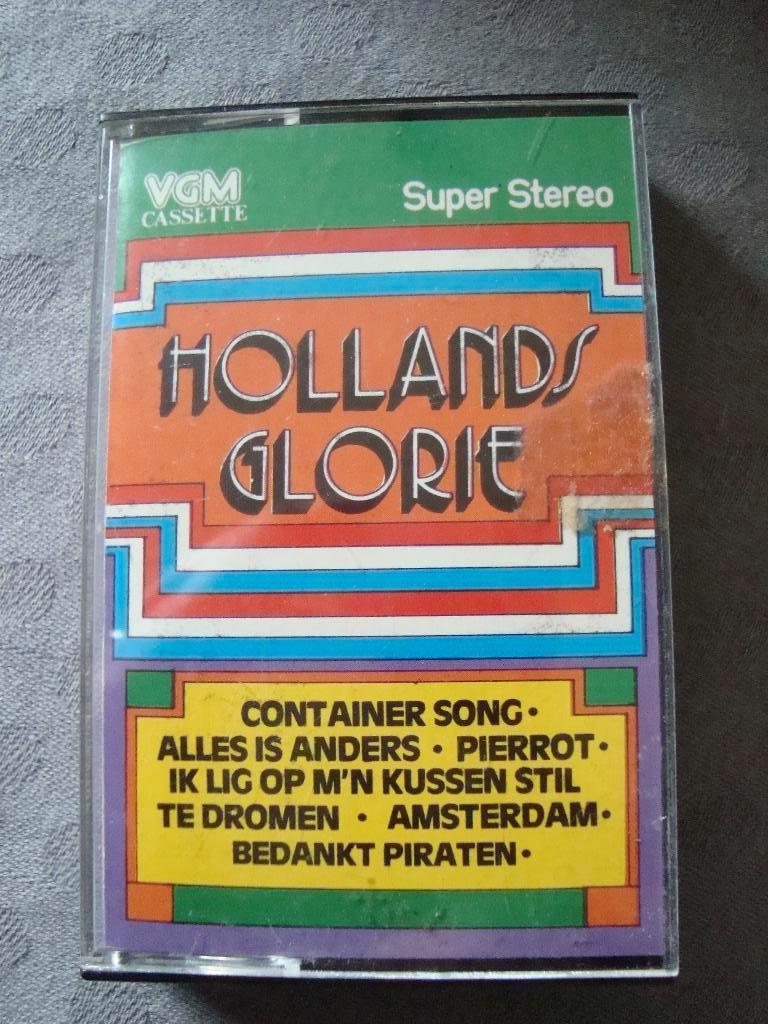 VGM
CASSETTE
Super Stereo
HOLLANDS
GLORIE
CONTAINER SONG •
ALLES IS ANDERS • PIERROT •
IK LIG OP M'N KUSSEN STIL
TE DROMEN • AMSTERDAM •
BEDANKT PIRATEN •